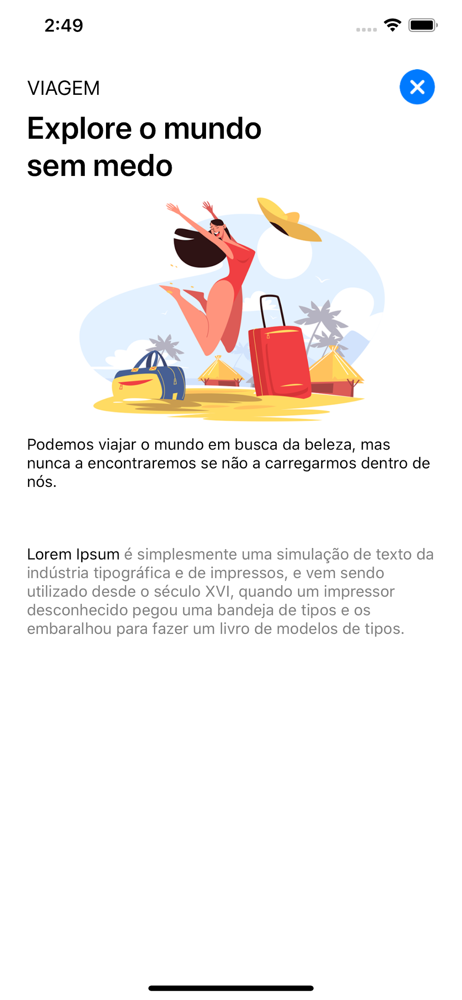 2:49
VIAGEM
Explore o mundo
sem medo
Podemos viajar o mundo em busca da beleza, mas
nunca a encontraremos se não a carregarmos dentro de
nós.
Lorem Ipsum é simplesmente uma simulação de texto da
indústria tipográfica e de impressos, e vem sendo
utilizado desde o século XVI, quando um impressor
desconhecido pegou uma bandeja de tipos e os
embaralhou para fazer um livro de modelos de tipos.